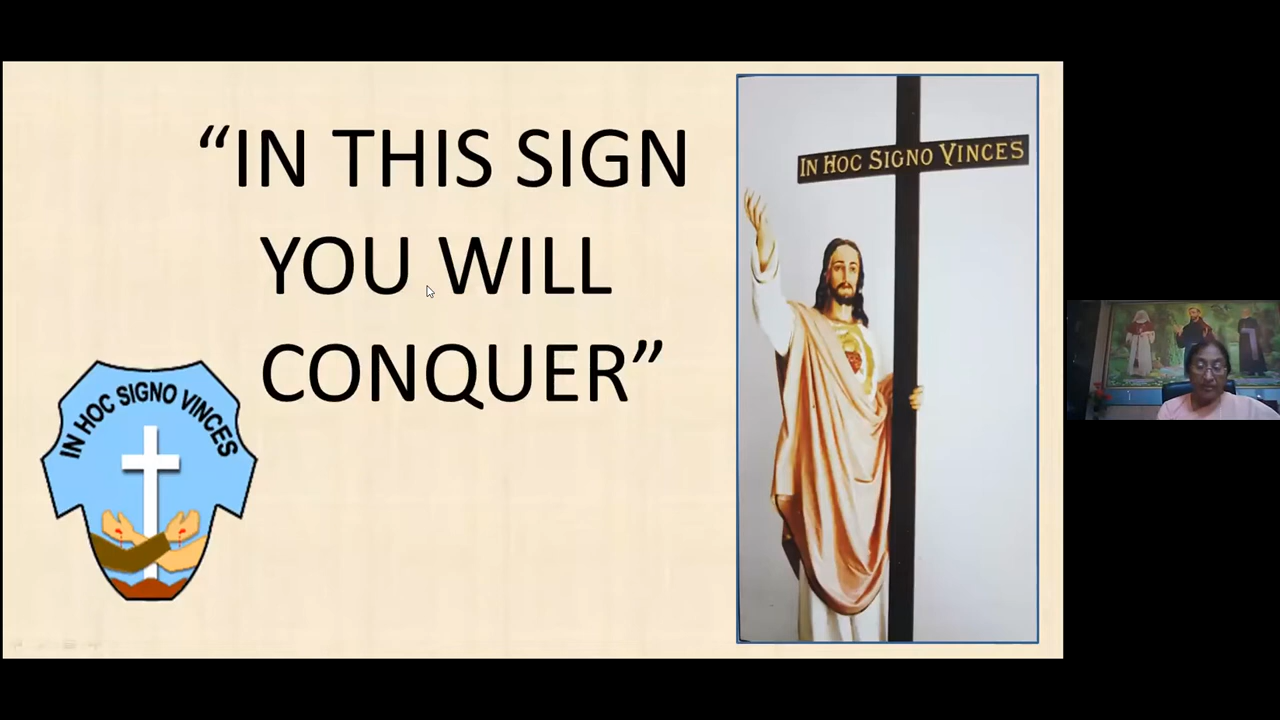 “IN THIS SIGN
YOU WILL
CONQUER”
IN HOC SIGNO VINCES
IN HOC SIGNO VINCES